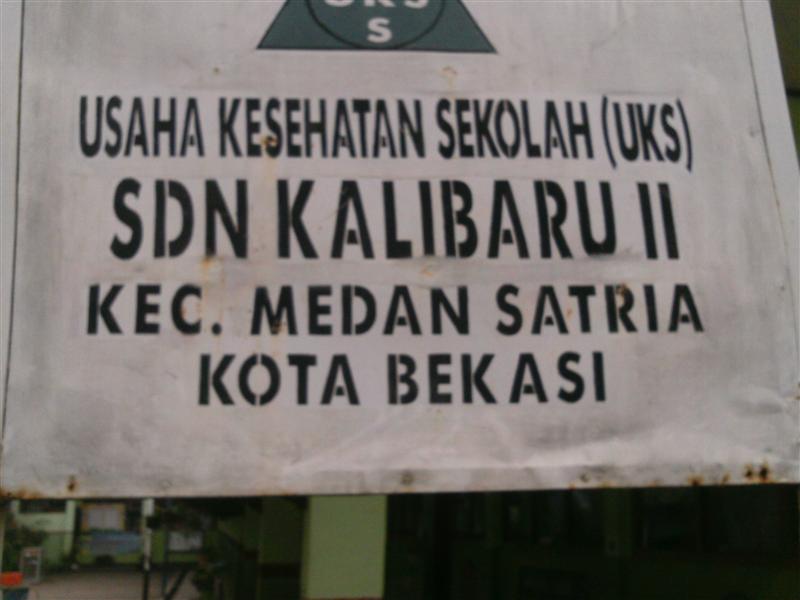 UKS
S
USAHA KESEHATAN SEKOLAH (UKS)
SDN KALIBARU II
KEC. MEDAN SATRIA
KOTA BEKASI